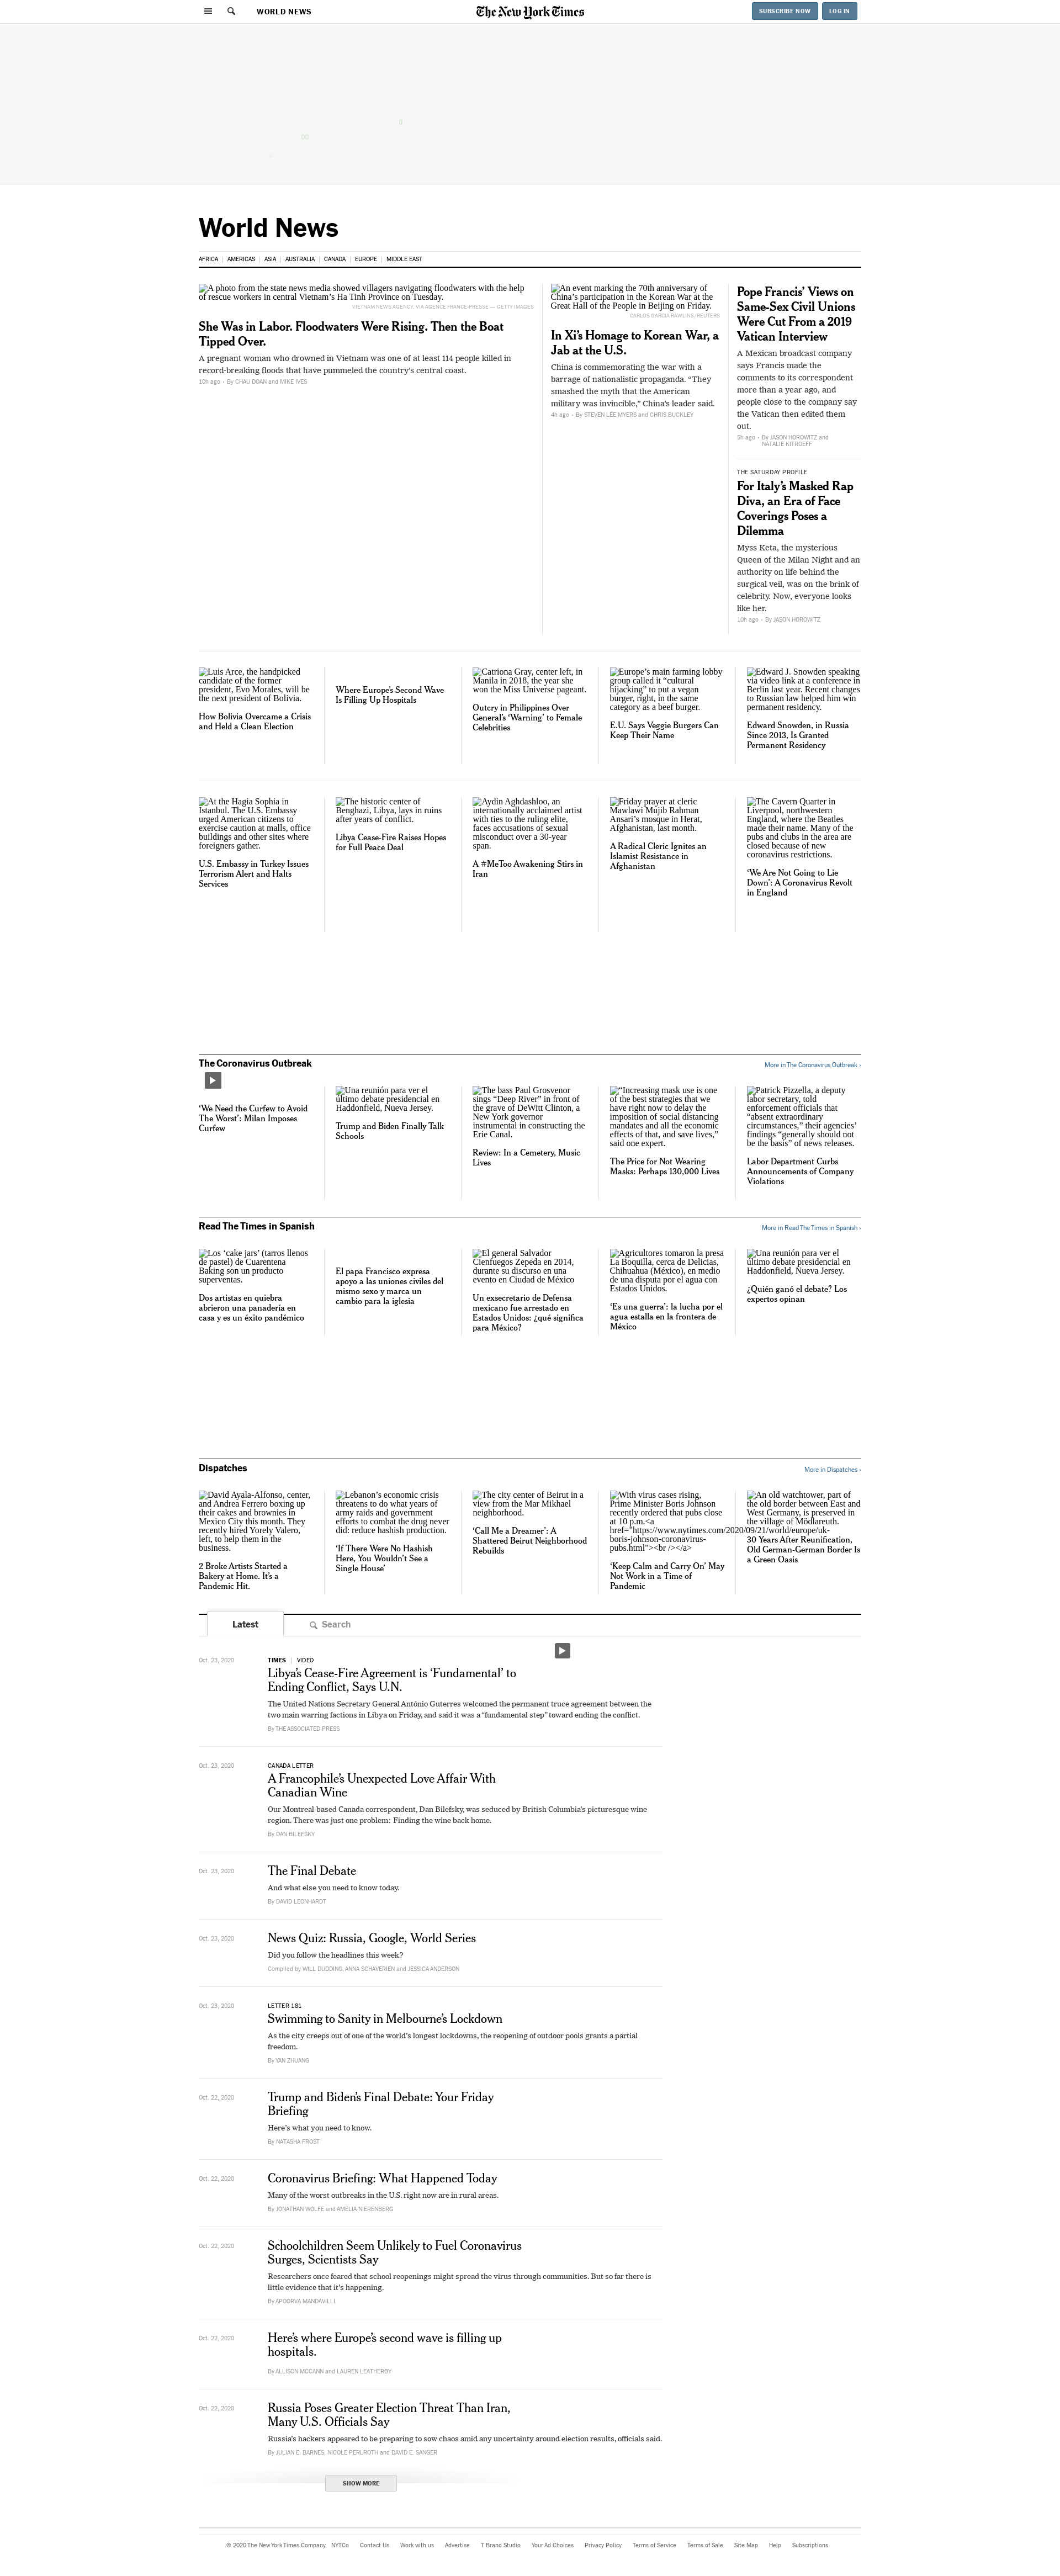 WORLD NEWS
The New York Times
SUBSCRIBE NOW
LOG IN
World News
AFRICA
AMERICAS
ASIA
AUSTRALIA
CANADA
EUROPE
MIDDLE EAST
A photo from the state news media showed villagers navigating floodwaters with the help
of rescue workers in central Vietnam's Ha Tinh Province on Tuesday.
VIETNAM NEWS AGENCY, VIA AGENCE FRANCE-PRESSE — GETTY IMAGES
She Was in Labor. Floodwaters Were Rising. Then the Boat
Tipped Over.
A pregnant woman who drowned in Vietnam was one of at least 114 people killed in
record-breaking floods that have pummeled the country's central coast.
10h ago · By CHAU DOAN and MIKE IVES
An event marking the 70th anniversary of
China's participation in the Korean War at the
Great Hall of the People in Beijing on Friday.
CARLOS GARCIA RAWLINS/REUTERS
In Xi's Homage to Korean War, a
Jab at the U.S.
China is commemorating the war with a
barrage of nationalistic propaganda. "They
smashed the myth that the American
military was invincible," China's leader said.
4h ago · By STEVEN LEE MYERS and CHRIS BUCKLEY
Pope Francis' Views on
Same-Sex Civil Unions
Were Cut From a 2019
Vatican Interview
A Mexican broadcast company
says Francis made the
comments to its correspondent
more than a year ago, and
people close to the company say
the Vatican then edited them
out.
5h ago · By JASON HOROWITZ and
NATALIE KITROEFF
THE SATURDAY PROFILE
For Italy's Masked Rap
Diva, an Era of Face
Coverings Poses a
Dilemma
Myss Keta, the mysterious
Queen of the Milan Night and an
authority on life behind the
surgical veil, was on the brink of
celebrity. Now, everyone looks
like her.
10h ago · By JASON HOROWITZ
Luis Arce, the handpicked
candidate of the former
president, Evo Morales, will be
the next president of Bolivia.
How Bolivia Overcame a Crisis
and Held a Clean Election
Where Europe's Second Wave
Is Filling Up Hospitals
Catriona Gray, center left, in
Manila in 2018, the year she
won the Miss Universe pageant.
Outcry in Philippines Over
General's 'Warning' to Female
Celebrities
Europe's main farming lobby
group called it "cultural
hijacking" to put a vegan
burger, right, in the same
category as a beef burger.
E.U. Says Veggie Burgers Can
Keep Their Name
Edward J. Snowden speaking
via video link at a conference in
Berlin last year. Recent changes
to Russian law helped him win
permanent residency.
Edward Snowden, in Russia
Since 2013, Is Granted
Permanent Residency
At the Hagia Sophia in
Istanbul. The U.S. Embassy
urged American citizens to
exercise caution at malls, office
buildings and other sites where
foreigners gather.
U.S. Embassy in Turkey Issues
Terrorism Alert and Halts
Services
The historic center of
Benghazi, Libya, lays in ruins
after years of conflict.
Libya Cease-Fire Raises Hopes
for Full Peace Deal
Aydin Aghdashloo, an
internationally acclaimed artist
with ties to the ruling elite,
faces accusations of sexual
misconduct over a 30-year
span.
A #MeToo Awakening Stirs in
Iran
Friday prayer at cleric
Mawlawi Mujib Rahman
Ansari's mosque in Herat,
Afghanistan, last month.
A Radical Cleric Ignites an
Islamist Resistance in
Afghanistan
The Cavern Quarter in
Liverpool, northwestern
England, where the Beatles
made their name. Many of the
pubs and clubs in the area are
closed because of new
coronavirus restrictions.
'We Are Not Going to Lie
Down': A Coronavirus Revolt
in England
The Coronavirus Outbreak
More in The Coronavirus Outbreak ›
'We Need the Curfew to Avoid
The Worst': Milan Imposes
Curfew
Una reunión para ver el
último debate presidencial en
Haddonfield, Nueva Jersey.
Trump and Biden Finally Talk
Schools
The bass Paul Grosvenor
sings "Deep River" in front of
the grave of DeWitt Clinton, a
New York governor
instrumental in constructing the
Erie Canal.
Review: In a Cemetery, Music
Lives
"Increasing mask use is one
of the best strategies that we
have right now to delay the
imposition of social distancing
mandates and all the economic
effects of that, and save lives,"
said one expert.
The Price for Not Wearing
Masks: Perhaps 130,000 Lives
Patrick Pizzella, a deputy
labor secretary, told
enforcement officials that
"absent extraordinary
circumstances," their agencies'
findings "generally should not
be the basis" of news releases.
Labor Department Curbs
Announcements of Company
Violations
Read The Times in Spanish
More in Read The Times in Spanish ›
Los 'cake jars' (tarros llenos
de pastel) de Cuarentena
Baking son un producto
superventas.
Dos artistas en quiebra
abrieron una panadería en
casa y es un éxito pandémico
El papa Francisco expresa
apoyo a las uniones civiles del
mismo sexo y marca un
cambio para la iglesia
El general Salvador
Cienfuegos Zepeda en 2014,
durante su discurso en una
evento en Ciudad de México
Un exsecretario de Defensa
mexicano fue arrestado en
Estados Unidos: ¿qué significa
para México?
Agricultores tomaron la presa
La Boquilla, cerca de Delicias,
Chihuahua (México), en medio
de una disputa por el agua con
Estados Unidos.
'Es una guerra': la lucha por el
agua estalla en la frontera de
México
Una reunión para ver el
último debate presidencial en
Haddonfield, Nueva Jersey.
¿Quién ganó el debate? Los
expertos opinan
Dispatches
More in Dispatches ›
David Ayala-Alfonso, center,
and Andrea Ferrero boxing up
their cakes and brownies in
Mexico City this month. They
recently hired Yorely Valero,
left, to help them in the
business.
2 Broke Artists Started a
Bakery at Home. It's a
Pandemic Hit.
Lebanon's economic crisis
threatens to do what years of
army raids and government
efforts to combat the drug never
did: reduce hashish production.
'If There Were No Hashish
Here, You Wouldn't See a
Single House'
The city center of Beirut in a
view from the Mar Mikhael
neighborhood.
'Call Me a Dreamer': A
Shattered Beirut Neighborhood
Rebuilds
With virus cases rising,
Prime Minister Boris Johnson
recently ordered that pubs close
at 10 p.m.<a
href="https://www.nytimes.com/2020/09/21/world/europe/uk-
boris-johnson-coronavirus-
pubs.html"><br /></a>
'Keep Calm and Carry On' May
Not Work in a Time of
Pandemic
An old watchtower, part of
the old border between East and
West Germany, is preserved in
the village of Mödlareuth.
30 Years After Reunification,
Old German-German Border Is
a Green Oasis
Latest
Search
Oct. 23, 2020
TIMES | VIDEO
Libya's Cease-Fire Agreement is 'Fundamental' to
Ending Conflict, Says U.N.
The United Nations Secretary General António Guterres welcomed the permanent truce agreement between the
two main warring factions in Libya on Friday, and said it was a "fundamental step" toward ending the conflict.
By THE ASSOCIATED PRESS
Oct. 23, 2020
CANADA LETTER
A Francophile's Unexpected Love Affair With
Canadian Wine
Our Montreal-based Canada correspondent, Dan Bilefsky, was seduced by British Columbia's picturesque wine
region. There was just one problem: Finding the wine back home.
By DAN BILEFSKY
Oct. 23, 2020
The Final Debate
And what else you need to know today.
By DAVID LEONHARDT
Oct. 23, 2020
News Quiz: Russia, Google, World Series
Did you follow the headlines this week?
Compiled by WILL DUDDING, ANNA SCHAVERIEN and JESSICA ANDERSON
Oct. 23, 2020
LETTER 181
Swimming to Sanity in Melbourne's Lockdown
As the city creeps out of one of the world's longest lockdowns, the reopening of outdoor pools grants a partial
freedom.
By YAN ZHUANG
Oct. 22, 2020
Trump and Biden's Final Debate: Your Friday
Briefing
Here's what you need to know.
By NATASHA FROST
Oct. 22, 2020
Coronavirus Briefing: What Happened Today
Many of the worst outbreaks in the U.S. right now are in rural areas.
By JONATHAN WOLFE and AMELIA NIERENBERG
Oct. 22, 2020
Schoolchildren Seem Unlikely to Fuel Coronavirus
Surges, Scientists Say
Researchers once feared that school reopenings might spread the virus through communities. But so far there is
little evidence that it's happening.
By APOORVA MANDAVILLI
Oct. 22, 2020
Here's where Europe's second wave is filling up
hospitals.
By ALLISON MCCANN and LAUREN LEATHERBY
Oct. 22, 2020
Russia Poses Greater Election Threat Than Iran,
Many U.S. Officials Say
Russia's hackers appeared to be preparing to sow chaos amid any uncertainty around election results, officials said.
By JULIAN E. BARNES, NICOLE PERLROTH and DAVID E. SANGER
SHOW MORE
© 2020 The New York Times Company
NYTCo
Contact Us
Work with us
Advertise
T Brand Studio
Your Ad Choices
Privacy Policy
Terms of Service
Terms of Sale
Site Map
Help
Subscriptions